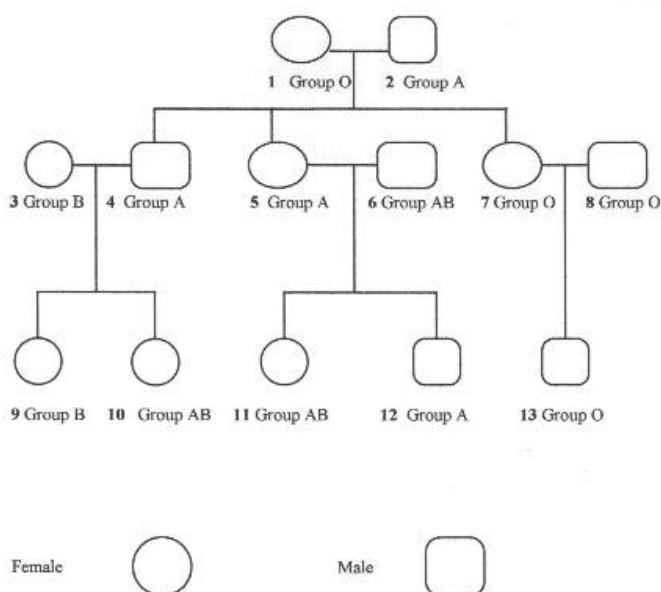 1 Group O 2 Group A
3 Group B 4 Group A 5 Group A 6 Group AB 7 Group O 8 Group O
9 Group B 10 Group AB 11 Group AB 12 Group A 13 Group O
Female Male